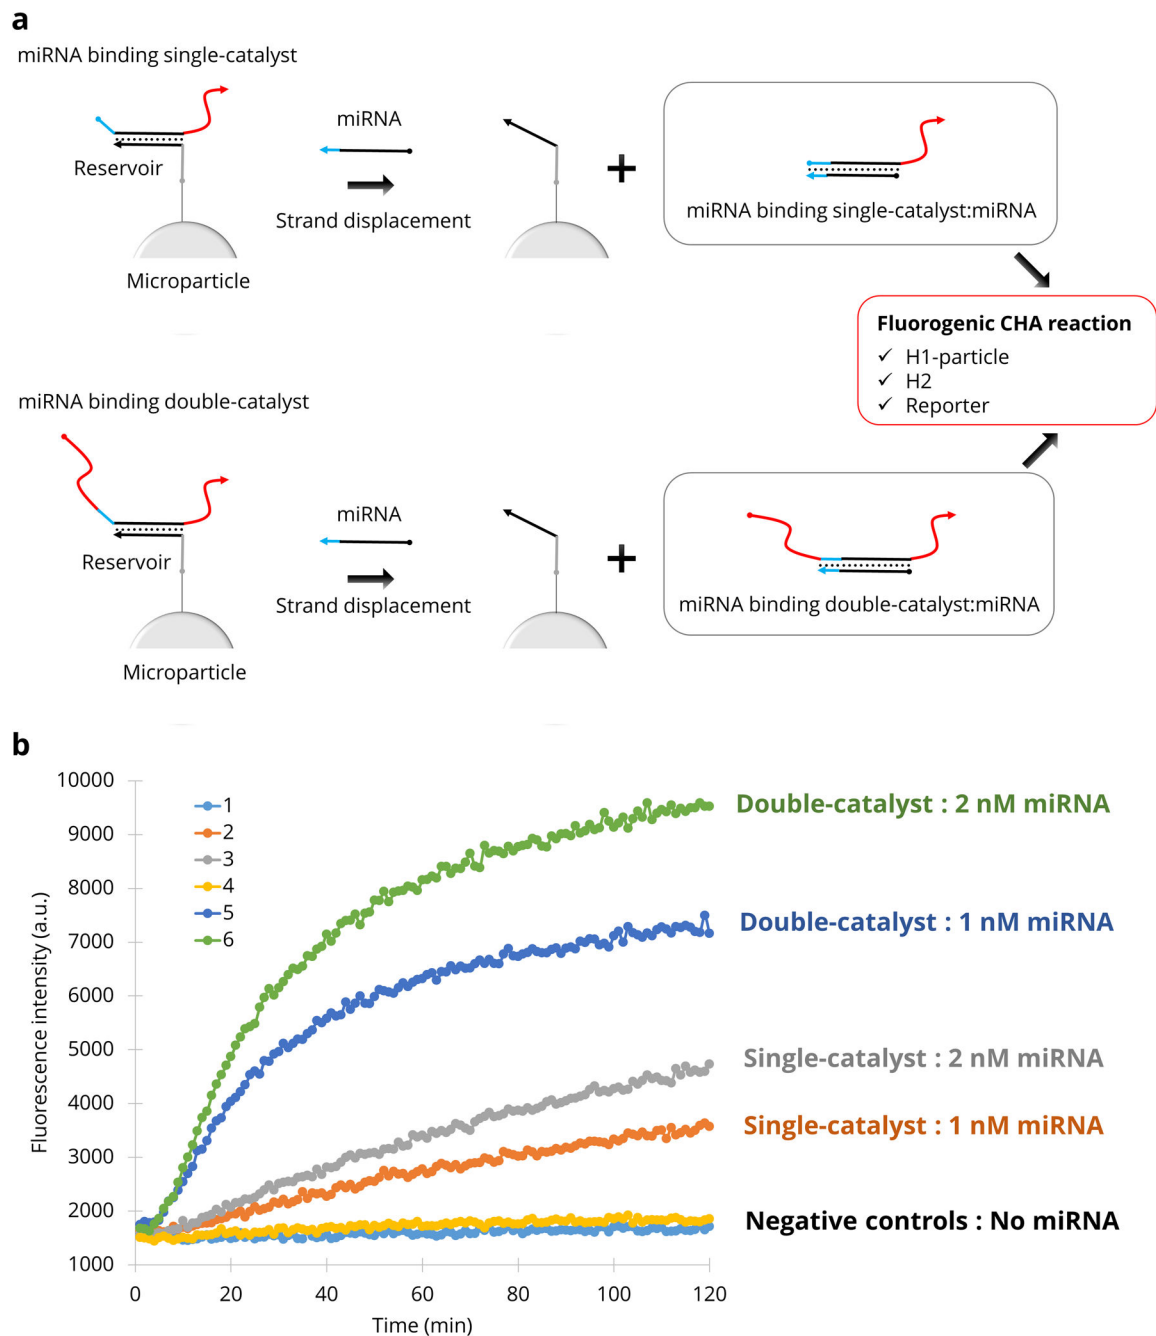 a
miRNA binding single-catalyst
miRNA
Reservoir
Strand displacement
Microparticle
+
miRNA binding single-catalyst:miRNA
Fluorogenic CHA reaction
✓ H1-particle
✓ H2
✓ Reporter
miRNA binding double-catalyst
miRNA
Reservoir
Strand displacement
Microparticle
+
miRNA binding double-catalyst:miRNA
b
Fluorescence intensity (a.u.)
10000
9000
8000
7000
6000
5000
4000
3000
2000
1000
1
2
3
4
5
6
Double-catalyst : 2 nM miRNA
Double-catalyst : 1 nM miRNA
Single-catalyst : 2 nM miRNA
Single-catalyst : 1 nM miRNA
Negative controls : No miRNA
0 20 40 60 80 100 120
Time (min)